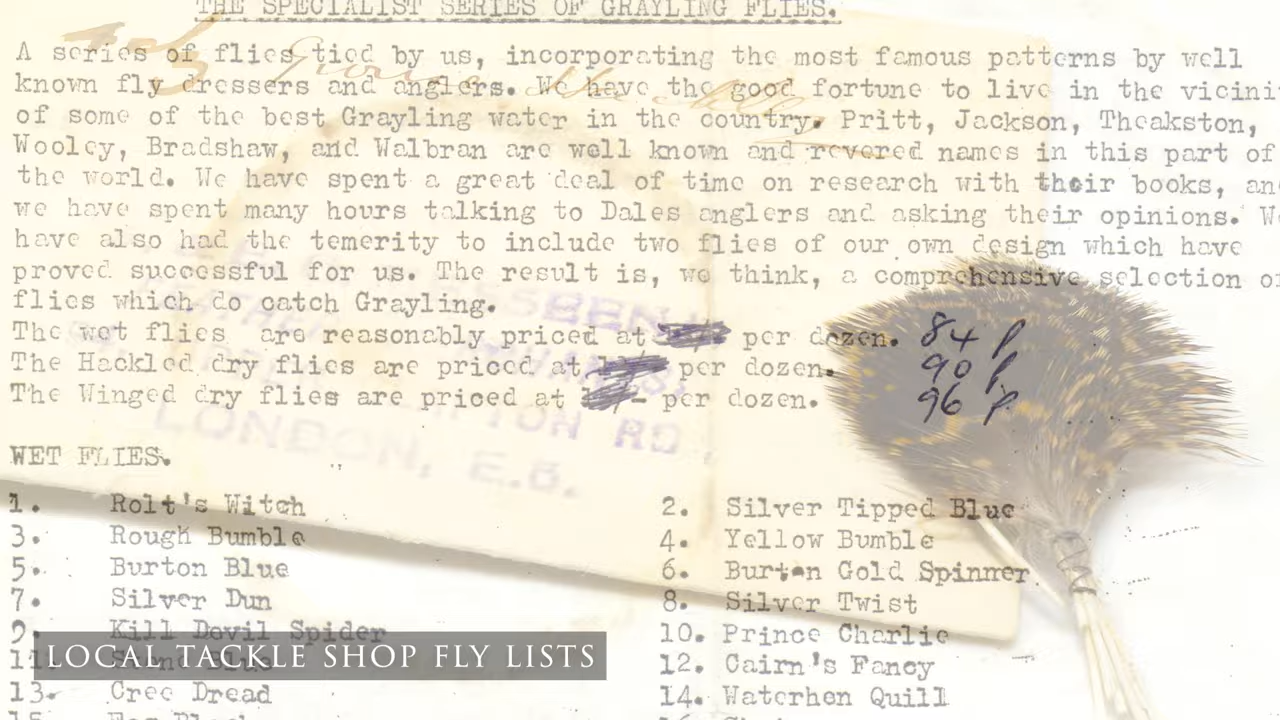 THE SPECIALIST SERIES OF GRAYLING FLIES.
A series of flies tied by us, incorporating the most famous patterns by well
known fly dressers and anglers. We have the good fortune to live in the vicini
of some of the best Grayling water in the country. Pritt, Jackson, Theakston,
Wooley, Bradshaw, and Walbran are well known and revered names in this part of
the world. We have spent a great deal of time on research with their books, an
we have spent many hours talking to Dales anglers and asking their opinions. We
have also had the temerity to include two flies of our own design which have
proved successful for us. The result is, we think, a comprehensive selection of
flies which do catch Grayling.
The wet flies are reasonably priced at per dozen. 84 p
The Hackled dry flies are priced at per dozen. 90 p
The Winged dry flies are priced at per dozen. 96 p
LONDON, E.
WET FLIES.
1. Rolt's Witch 2. Silver Tipped Blue
3. Rough Bumble 4. Yellow Bumble
5. Burton Blue 6. Burton Gold Spinner.
7. Silver Dun 8. Silver Twist
9. Kill Devil Spider 10. Prince Charlie
11. Blue 12. Cairn's Fancy
LOCAL TACKLE SHOP FLY LISTS
13. Cree Dread 14. Waterhen Quill